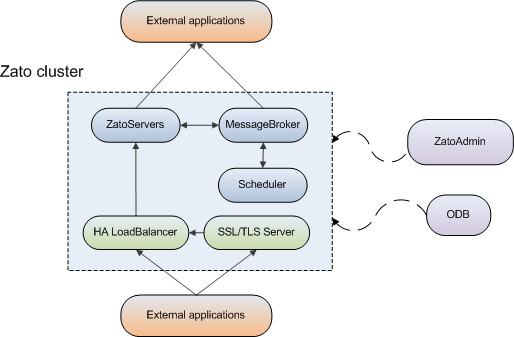 External applications
Zato cluster
ZatoServers
MessageBroker
ZatoAdmin
Scheduler
ODB
HA LoadBalancer
SSL/TLS Server
External applications